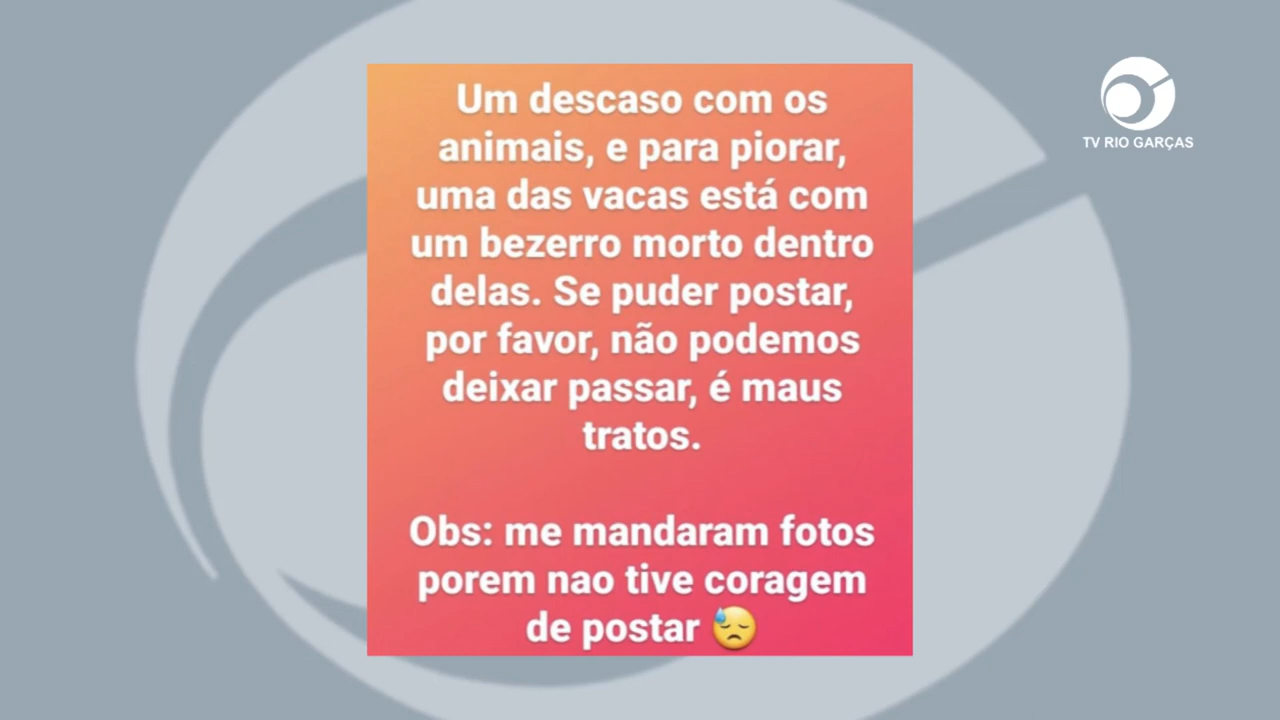 Um descaso com os
animais, e para piorar,
uma das vacas está com
um bezerro morto dentro
delas. Se puder postar,
por favor, não podemos
deixar passar, é maus
tratos.
Obs: me mandaram fotos
porem nao tive coragem
de postar 😓
TV RIO GARÇAS